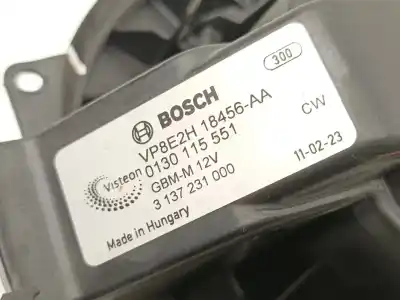 300
BOSCH
VP8E2H 18456-AA
0130 115 551 CW
Visteon
GBM-M 12V
3 137 231 000 11-02-23
Made in Hungary